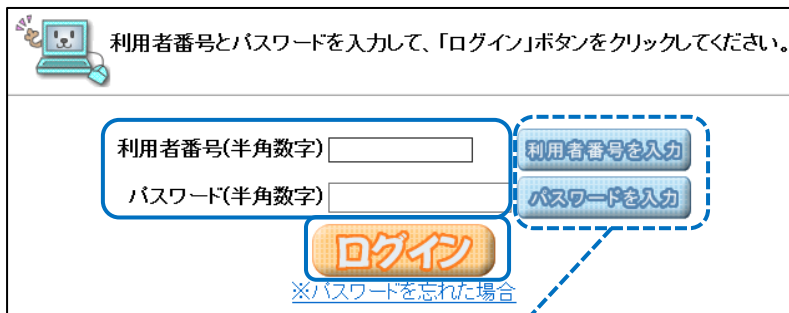 利用者番号とパスワードを入力して、「ログイン」ボタンをクリックしてください。
利用者番号(半角数字) 利用者番号を入力
パスワード(半角数字) パスワードを入力
ログイン
※パスワードを忘れた場合